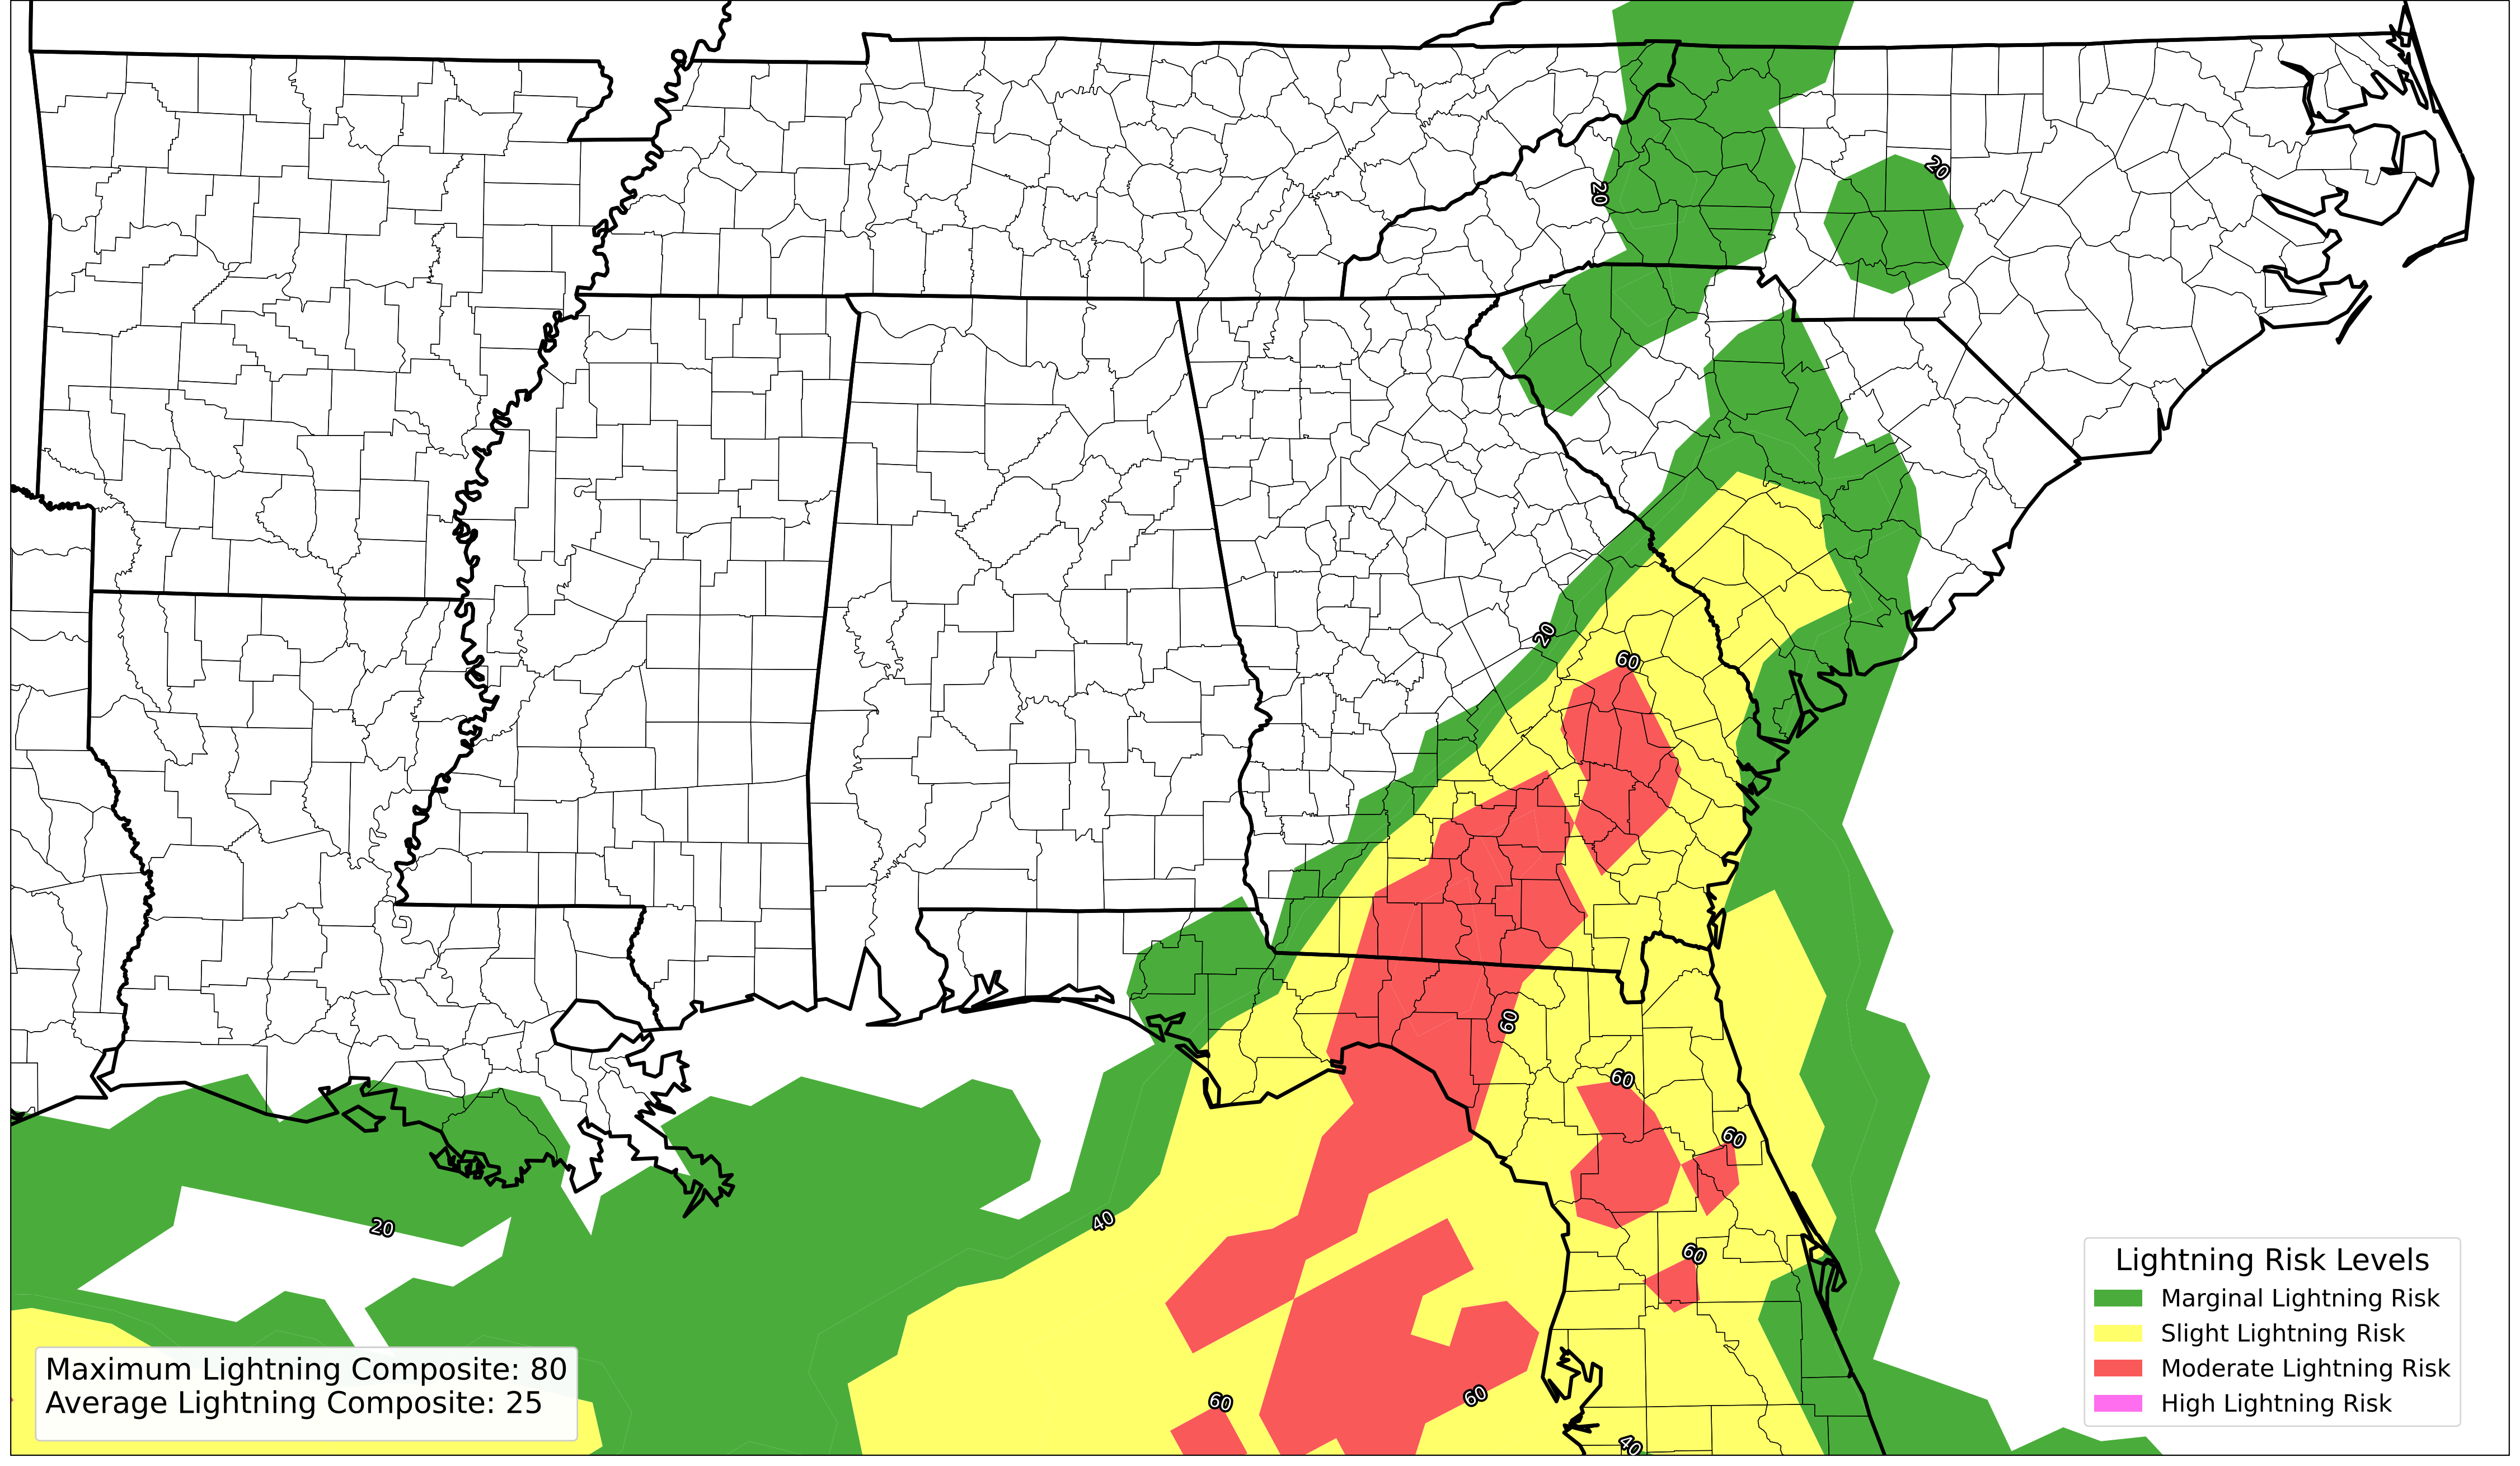 20
20
20
60
60
60
60
20
40
60
60
60
40
Lightning Risk Levels
Marginal Lightning Risk
Slight Lightning Risk
Moderate Lightning Risk
High Lightning Risk
Maximum Lightning Composite: 80
Average Lightning Composite: 25